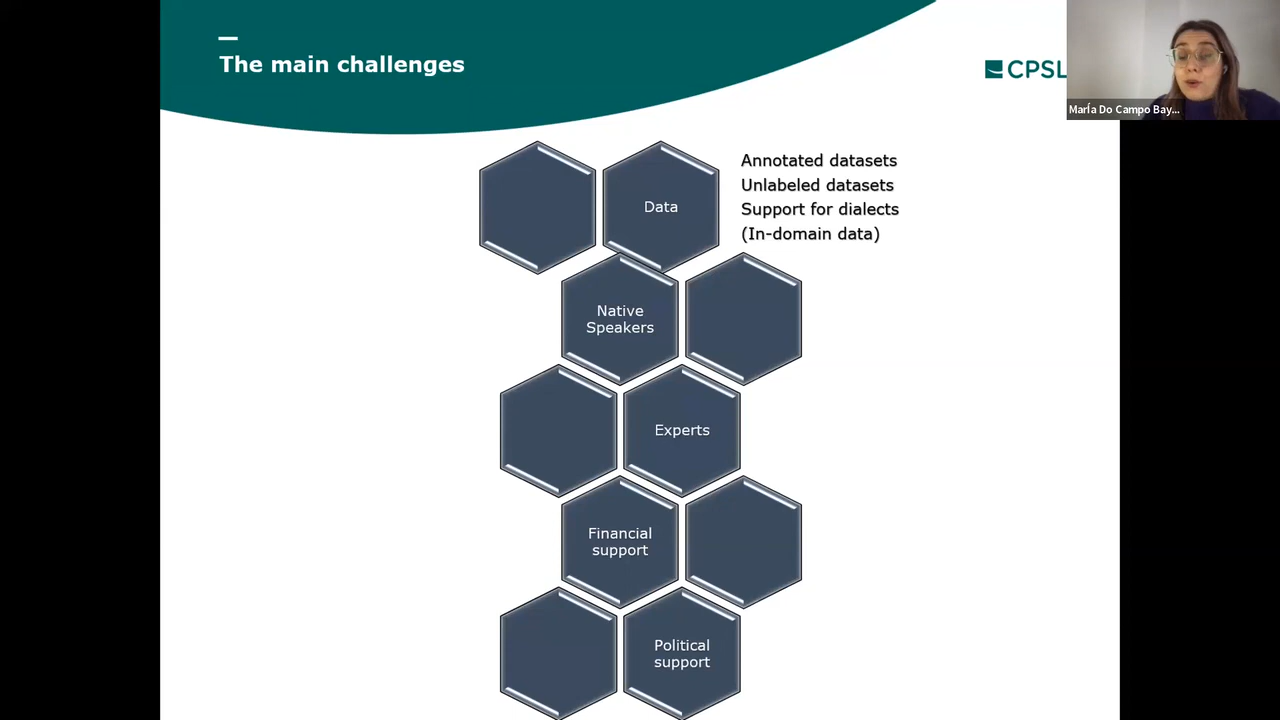 The main challenges
CPSL
MarÍa Do Campo Bay...
Data
Annotated datasets
Unlabeled datasets
Support for dialects
(In-domain data)
Native
Speakers
Experts
Financial
support
Political
support